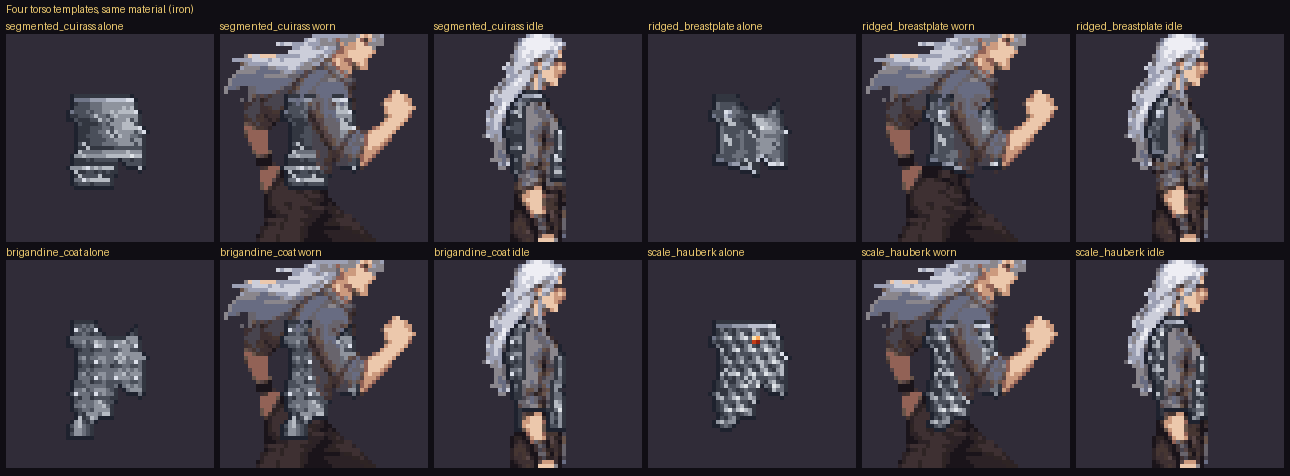 Four torso templates, same material (iron)
segmented_cuirass alone segmented_cuirass worn segmented_cuirass idle ridged_breastplate alone ridged_breastplate worn ridged_breastplate idle
brigandine_coat alone brigandine_coat worn brigandine_coat idle scale_hauberk alone scale_hauberk worn scale_hauberk idle